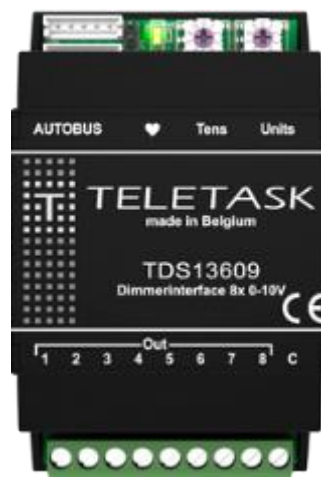 AUTOBUS ♥ Tens Units
T TELETASK
made in Belgium
TDS13609
Dimmerinterface 8x 0-10V
CE
Out
1 2 3 4 5 6 7 8 C